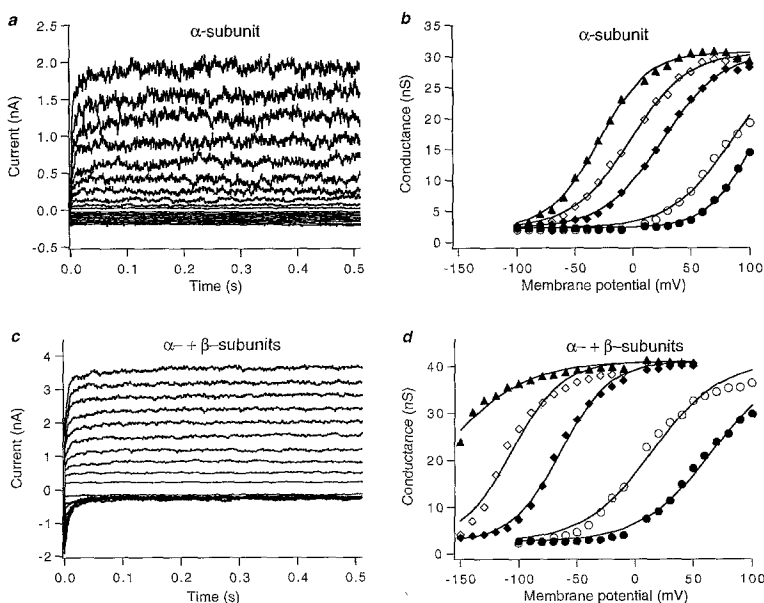 a
α-subunit
2.5
2.0
1.5
1.0
0.5
0.0
-0.5
Current (nA)
0.0 0.1 0.2 0.3 0.4 0.5
Time (s)
b
α-subunit
35
30
25
20
15
10
5
0
Conductance (nS)
-150 -100 -50 0 50 100
Membrane potential (mV)
c
α- + β-subunits
4
3
2
1
0
-1
-2
Current (nA)
0.0 0.1 0.2 0.3 0.4 0.5
Time (s)
d
α- + β-subunits
40
30
20
10
0
Conductance (nS)
-150 -100 -50 0 50 100
Membrane potential (mV)